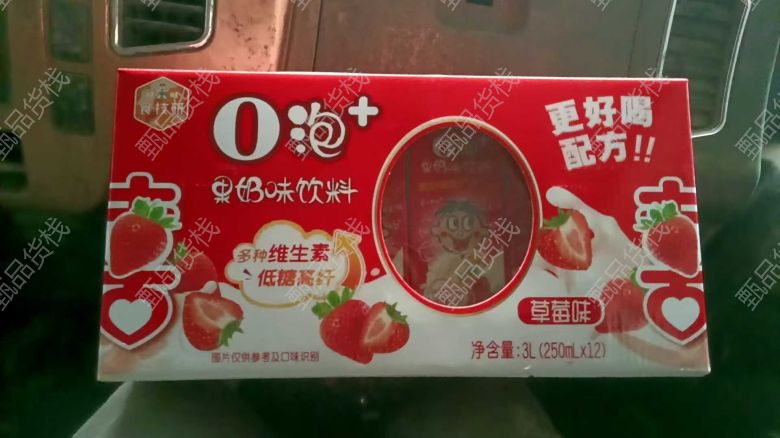 O泡+
果奶味饮料
更好喝
配方!!
多种维生素
低糖高纤
草莓味
净含量:3L(250mL×12)
图片仅供参考及口味识别
甄品货栈